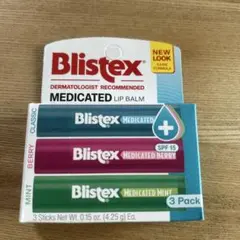 Blistex
DERMATOLOGIST RECOMMENDED
MEDICATED LIP BALM
NEW
LOOK
SAME FORMULA
CLASSIC
Blistex MEDICATED
BERRY
SPF 15
Blistex MEDICATED BERRY
MINT
Blistex MEDICATED MINT
3 Pack
3 Sticks Net Wt. 0.15 oz. (4.25 g) Ea.